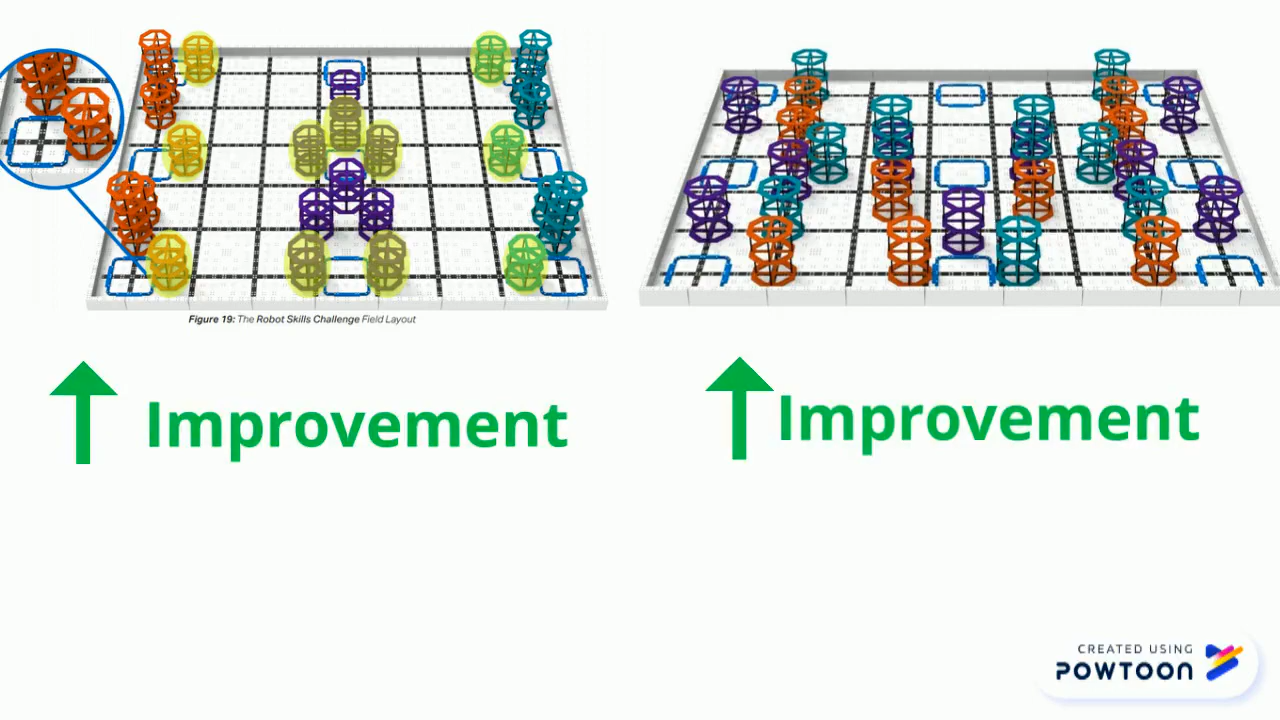 Figure 19: The Robot Skills Challenge Field Layout
Improvement
Improvement
CREATED USING
POWTOON